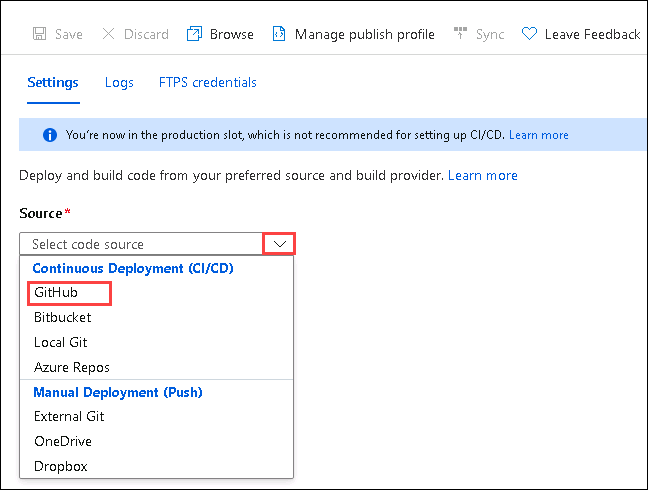 Save Discard Browse Manage publish profile Sync Leave Feedback
Settings Logs FTPS credentials
You're now in the production slot, which is not recommended for setting up CI/CD. Learn more
Deploy and build code from your preferred source and build provider. Learn more
Source*
Select code source
Continuous Deployment (CI/CD)
GitHub
Bitbucket
Local Git
Azure Repos
Manual Deployment (Push)
External Git
OneDrive
Dropbox